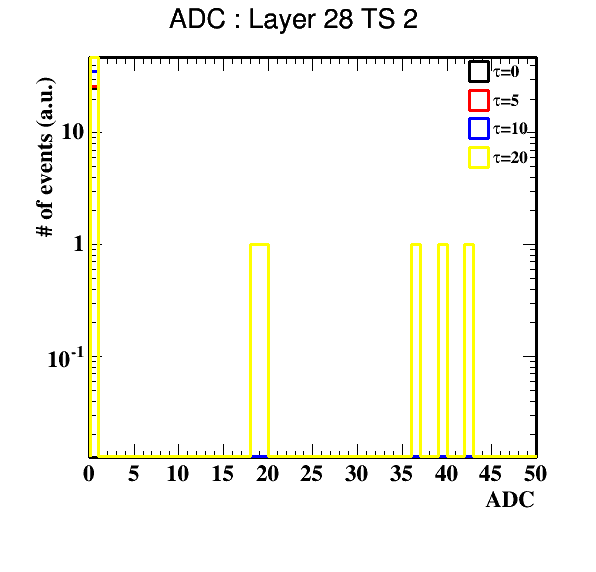 ADC : Layer 28 TS 2
# of events (a.u.)
10
1
10-1
τ=0
τ=5
τ=10
τ=20
0 5 10 15 20 25 30 35 40 45 50
ADC